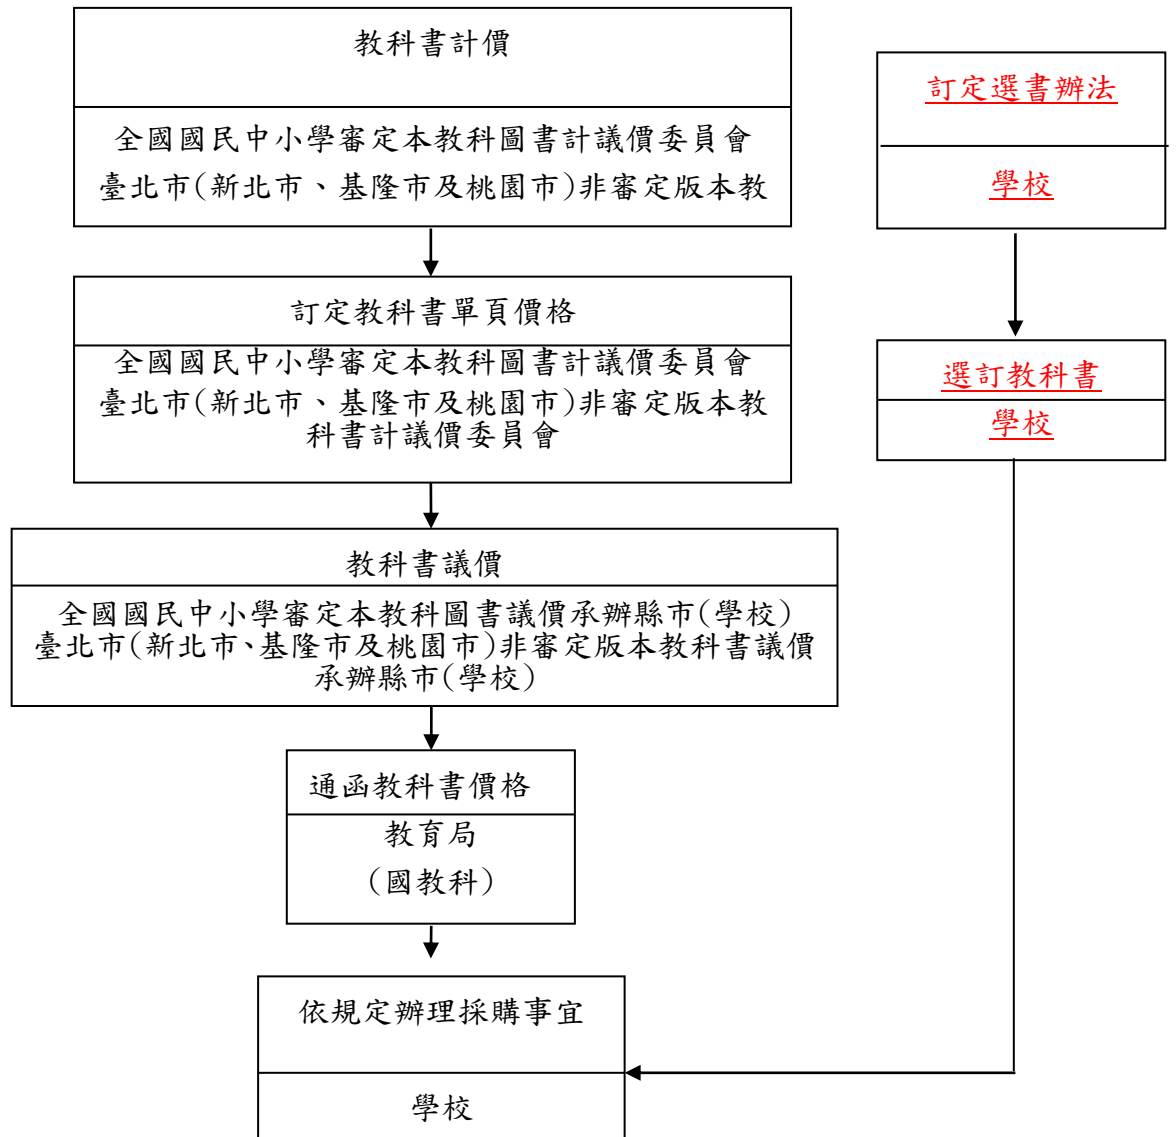 教科書計價
全國國民中小學審定本教科圖書計議價委員會
臺北市(新北市、基隆市及桃園市)非審定版本教
訂定教科書單頁價格
全國國民中小學審定本教科圖書計議價委員會
臺北市(新北市、基隆市及桃園市)非審定版本教
科書計議價委員會
教科書議價
全國國民中小學審定本教科圖書議價承辦縣市(學校)
臺北市(新北市、基隆市及桃園市)非審定版本教科書議價
承辦縣市(學校)
通函教科書價格
教育局
(國教科)
依規定辦理採購事宜
學校
訂定選書辦法
學校
選訂教科書
學校